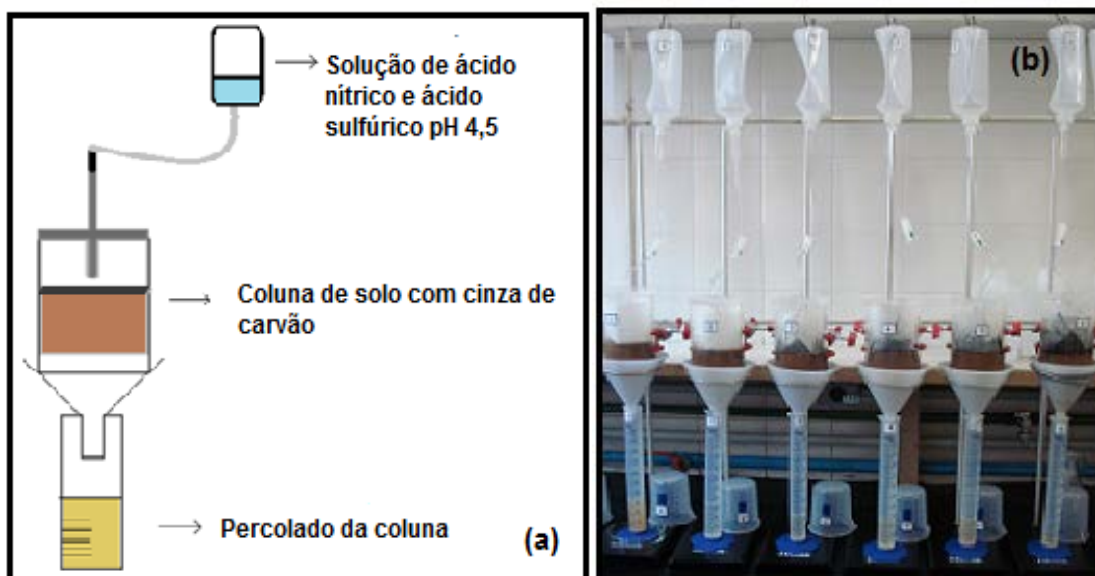 Solução de ácido
nítrico e ácido
sulfúrico pH 4,5
Coluna de solo com cinza de
carvão
Percolado da coluna
(a)
(b)